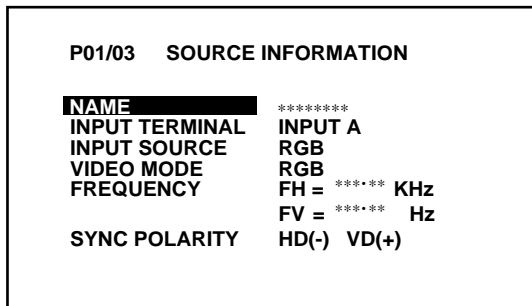 P01/03 SOURCE INFORMATION
NAME ********
INPUT TERMINAL INPUT A
INPUT SOURCE RGB
VIDEO MODE RGB
FREQUENCY FH = ***.** KHz
FV = ***.** Hz
SYNC POLARITY HD(-) VD(+)